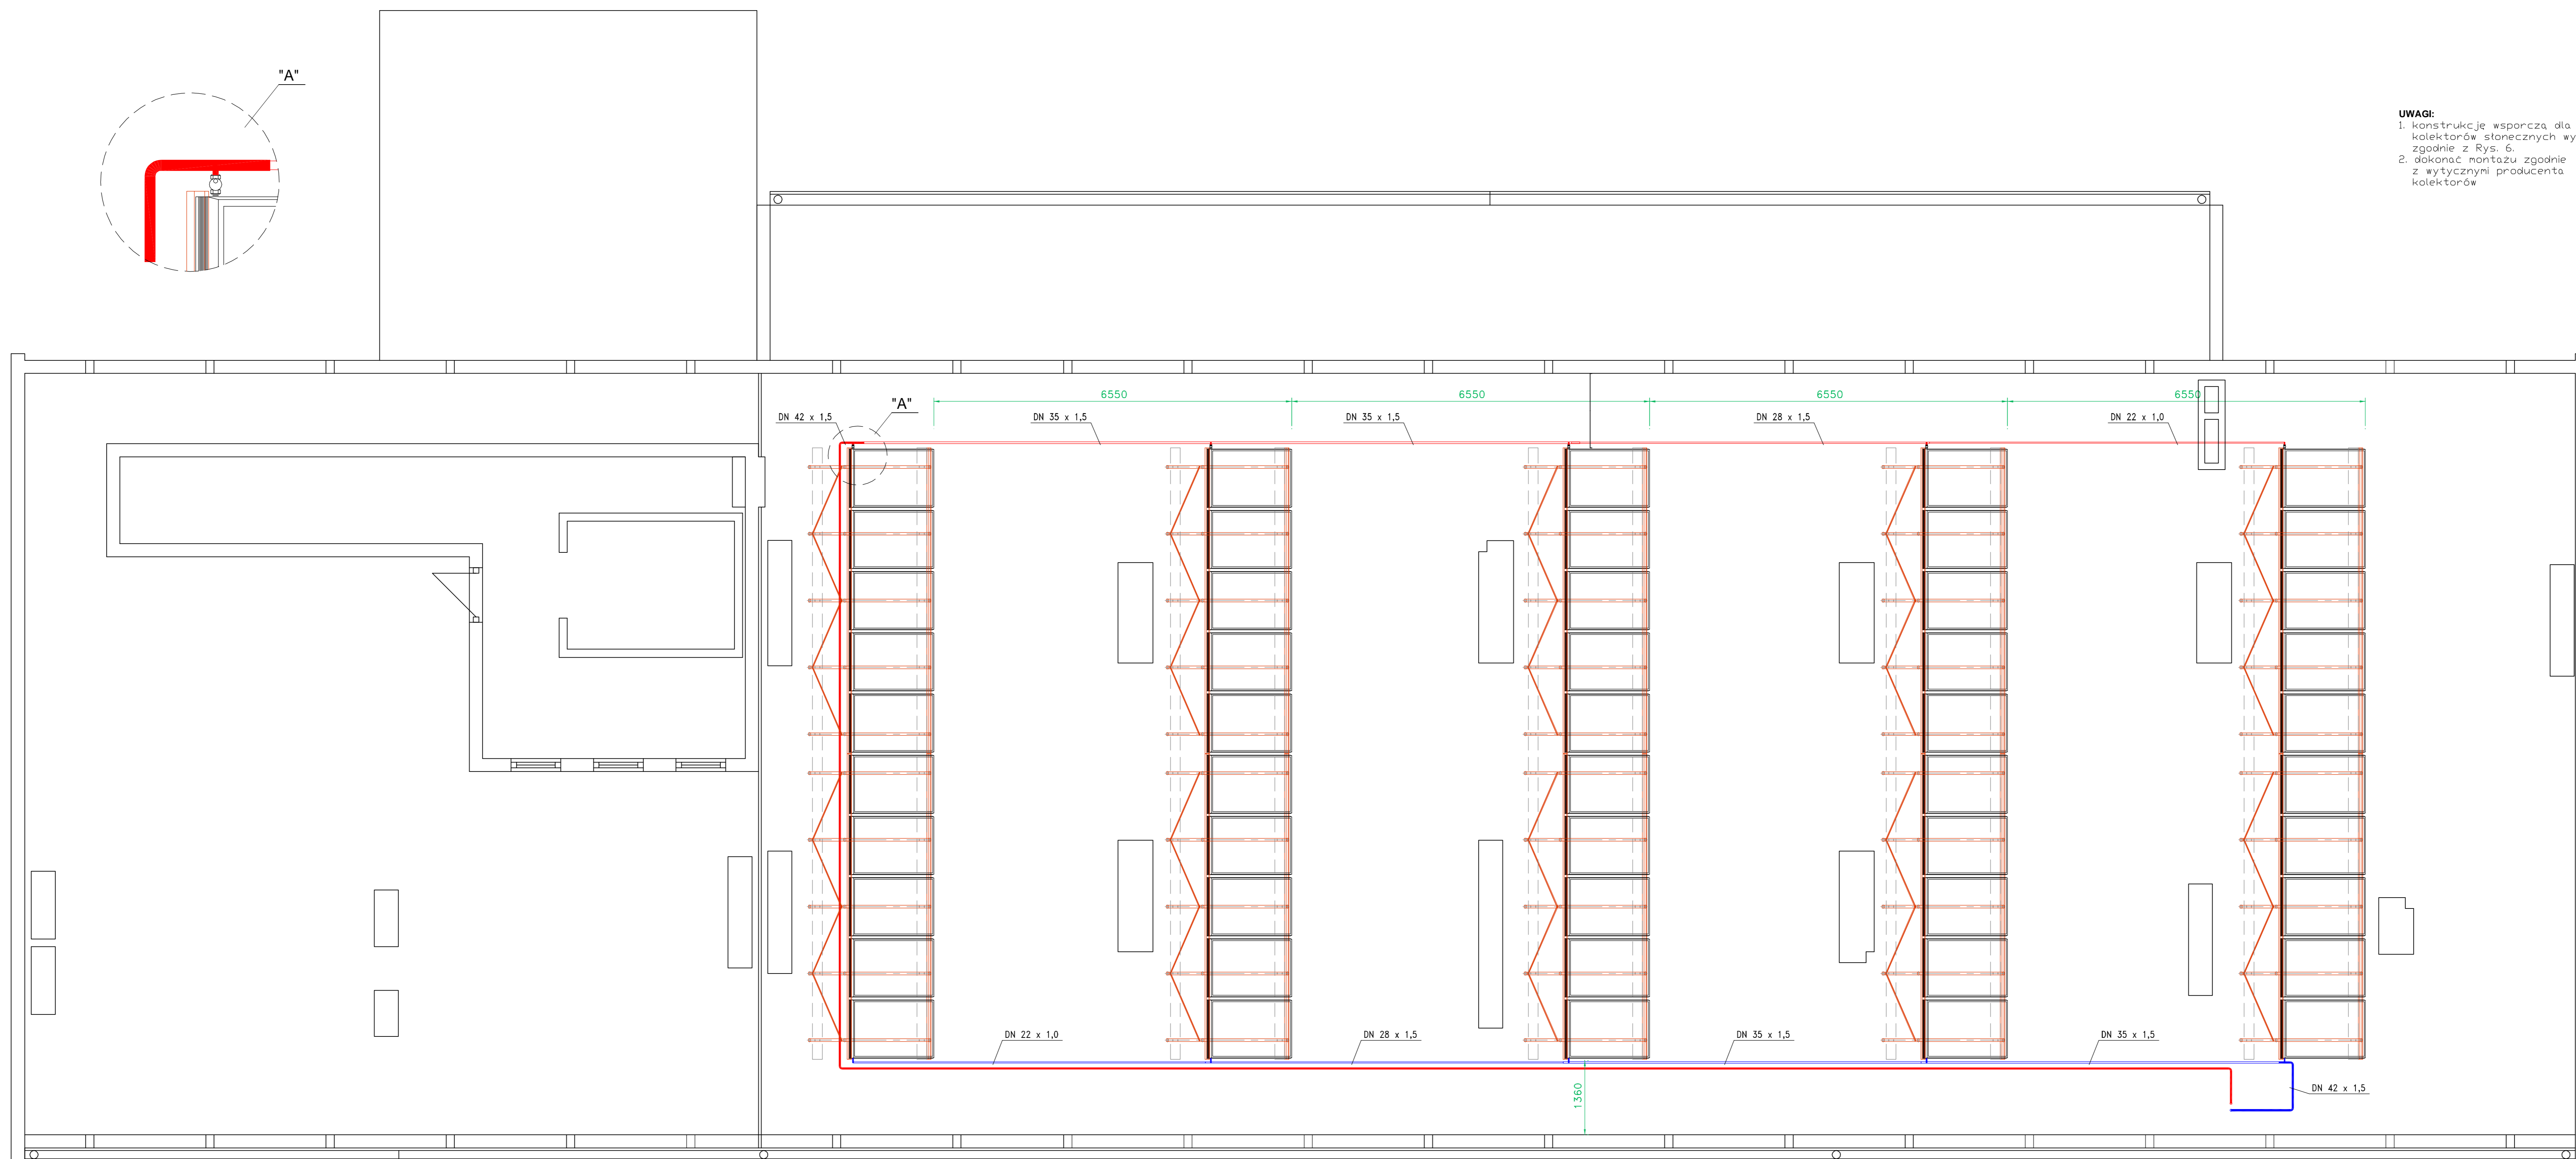 "A"
UWAGI:
1. konstrukcję wsporczą dla
kolektorów słonecznych wy
zgodnie z Rys. 6.
2. dokonać montażu zgodnie
z wytycznymi producenta
kolektorów
6550
6550
6550
6550
"A"
DN 42 x 1,5
DN 35 x 1,5
DN 35 x 1,5
DN 28 x 1,5
DN 22 x 1,0
DN 22 x 1,0
DN 28 x 1,5
DN 35 x 1,5
DN 35 x 1,5
1360
DN 42 x 1,5